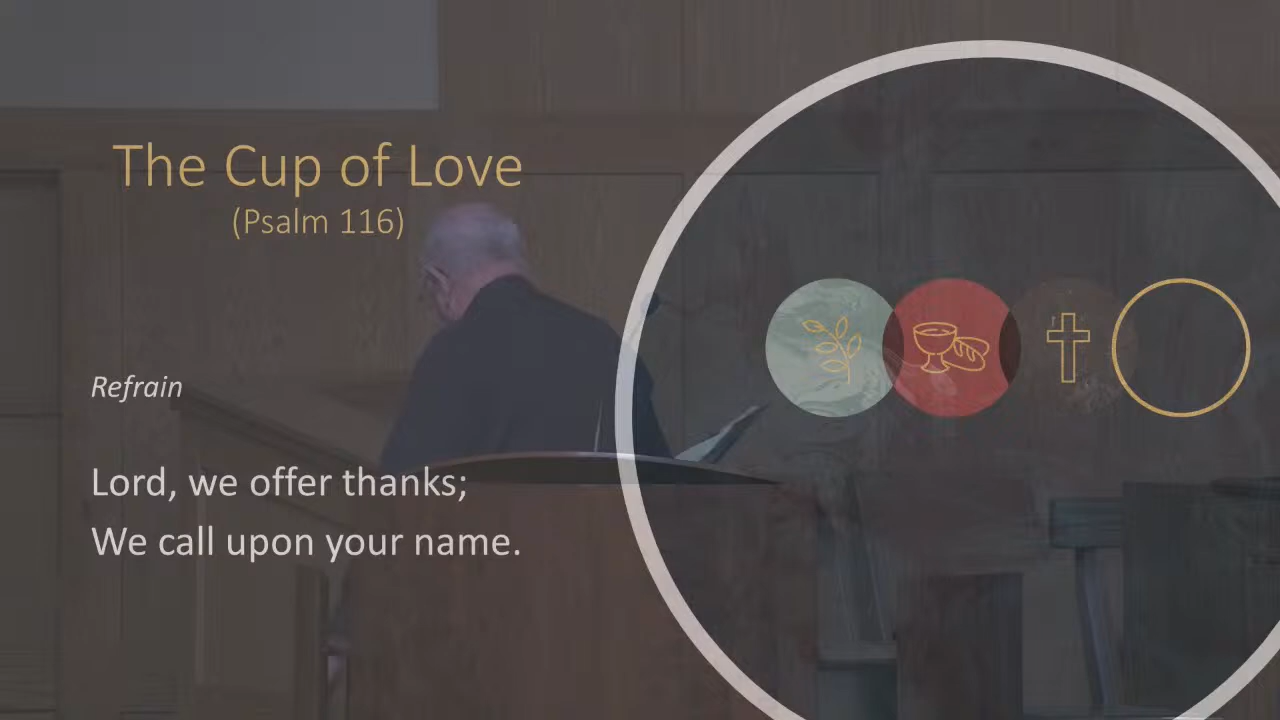 The Cup of Love
(Psalm 116)
Refrain
Lord, we offer thanks;
We call upon your name.